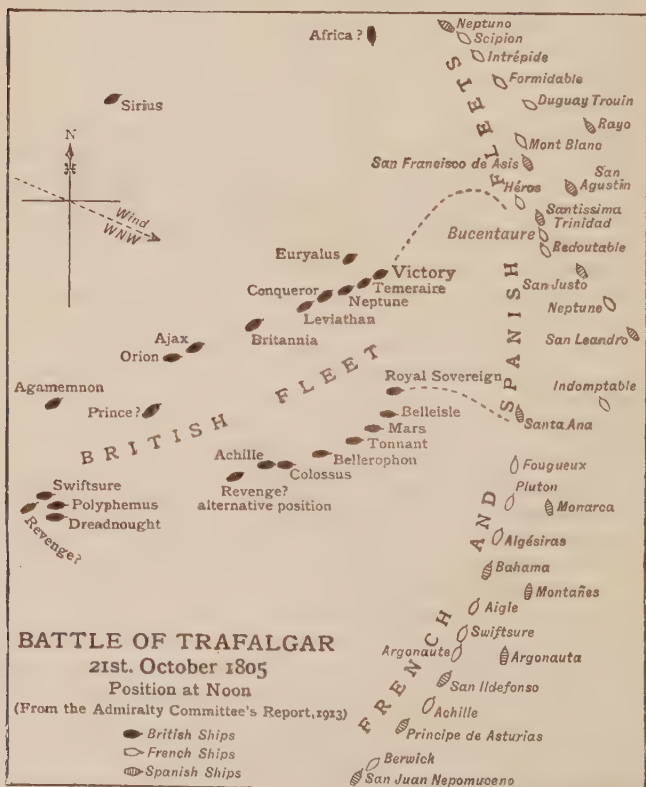 Africa ?
Neptuno
Scipion
Intrépide
Formidable
Duguay Trouin
Rayo
Mont Blanc
San Francisco de Asis
San
Agustin
Héros
Santissima
Trinidad
Bucentaure
Redoutable
San Justo
Neptune
San Leandro
Indomptable
Santa Ana
Fougueux
Pluton
Monarca
Algésiras
Bahama
Montañes
Aigle
Swiftsure
Argonaute
Argonauta
San Ildefonso
Achille
Principe de Asturias
Berwick
San Juan Nepomuceno
FRENCH AND SPANISH FLEETS
Sirius
N
Wind
WNW
Euryalus
Victory
Temeraire
Neptune
Conqueror
Leviathan
Britannia
Ajax
Orion
Agamemnon
Prince ?
BRITISH FLEET
Royal Sovereign
Belleisle
Mars
Tonnant
Bellerophon
Achille
Colossus
Revenge?
alternative position
Swiftsure
Polyphemus
Dreadnought
Revenge?
BATTLE OF TRAFALGAR
21st. October 1805
Position at Noon
(From the Admiralty Committee's Report, 1913)
British Ships
French Ships
Spanish Ships